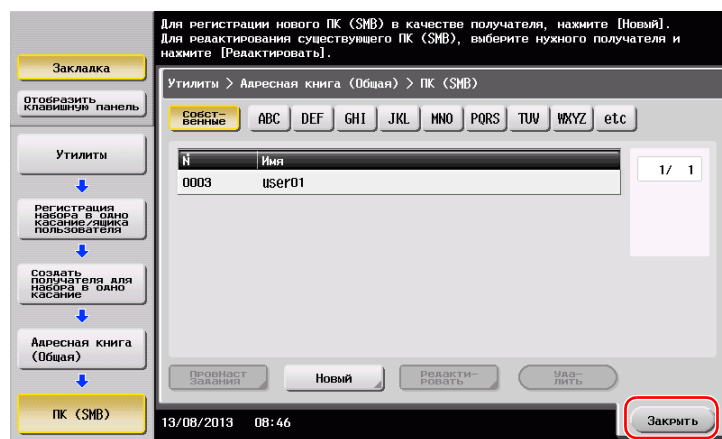 Для регистрации нового ПК (SMB) в качестве получателя, нажмите [Новый].
Для редактирования существующего ПК (SMB), выберите нужного получателя и
нажмите [Редактировать].
Закладка
Отобразить
клавишную панель
Утилиты
Регистрация
набора в одно
касание/ящика
пользователя
Создать
получателя для
набора в одно
касание
Адресная книга
(Общая)
ПК (SMB)
Утилиты > Адресная книга (Общая) > ПК (SMB)
Собст-
венные
ABC
DEF
GHI
JKL
MNO
PQRS
TUV
WXYZ
etc
N Имя
0003 user01
1/ 1
ПровНаст
Задания
Новый
Редакти-
ровать
Уда-
лить
13/08/2013 08:46
Закрыть